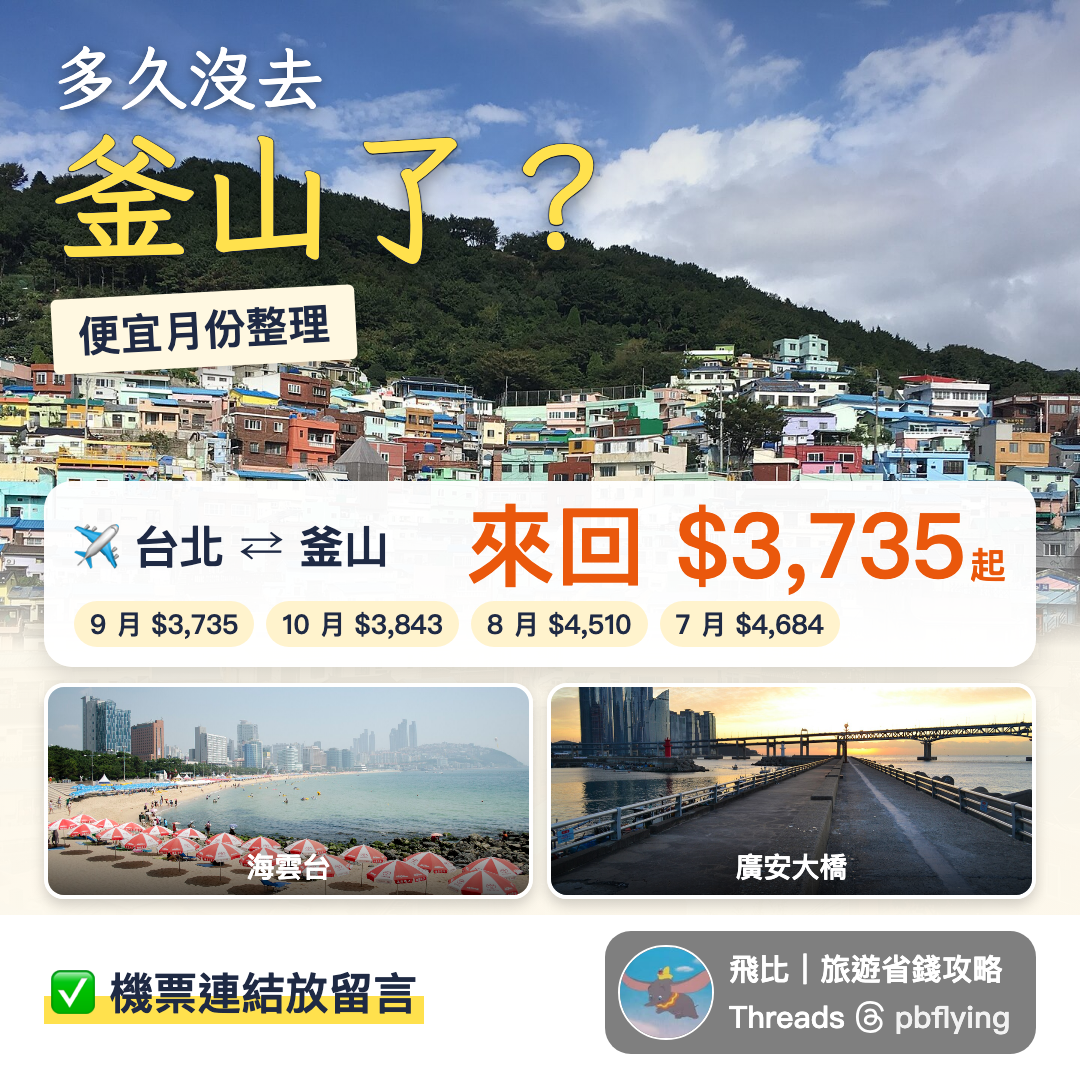 多久沒去
釜山了？
便宜月份整理
台北 ⇄ 釜山
來回 $3,735起
9 月 $3,735
10 月 $3,843
8 月 $4,510
7 月 $4,684
海雲台
廣安大橋
✅ 機票連結放留言
飛比｜旅遊省錢攻略
Threads pbflying